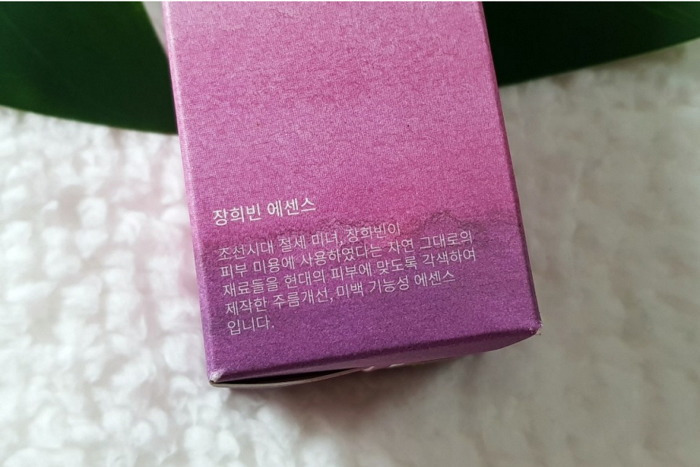 장희빈 에센스
조선시대 절세 미녀, 장희빈이
피부 미용에 사용하였다는 자연 그대로의
재료들을 현대의 피부에 맞도록 각색하여
제작한 주름개선, 미백 기능성 에센스
입니다.